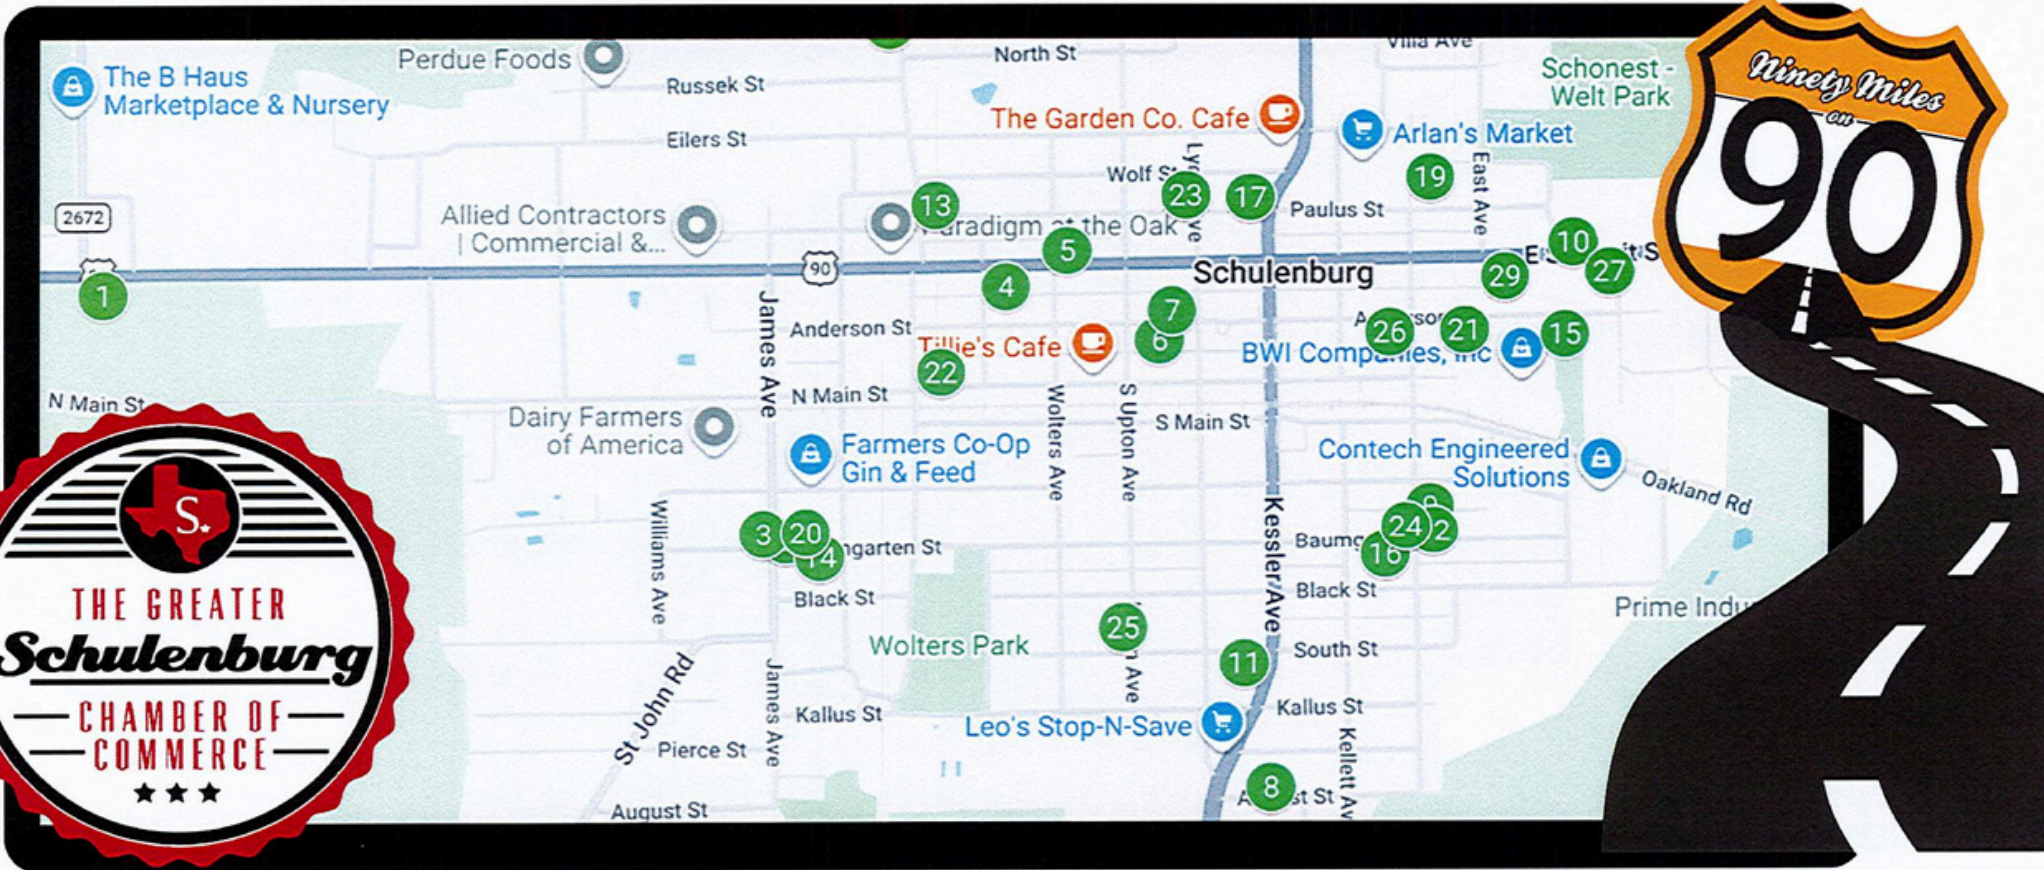 Perdue Foods
The B Haus
Marketplace & Nursery
Russek St
North St
Villa Ave
Schonest -
Welt Park
Ninety Miles
on
90
The Garden Co. Cafe
Arlan's Market
Eilers St
Wolf St
23
17
19
East Ave
Paulus St
2672
Allied Contractors
| Commercial &...
13
at the Oak
5
10
27
29
90
1
4
Schulenburg
7
6
James Ave
Anderson St
Tillie's Cafe
22
26
21
15
BWI Companies, Inc
N Main St
N Main St
Wolters Ave
S Upton Ave
S Main St
Dairy Farmers
of America
Farmers Co-Op
Gin & Feed
Contech Engineered
Solutions
Oakland Rd
Williams Ave
3
20
14
ngarten St
Kessler Ave
24
2
16
Baumg
Black St
Black St
Prime Indu
Wolters Park
25
n Ave
11
South St
St John Rd
James Ave
Kallus St
Kallus St
Leo's Stop-N-Save
Pierce St
Kellett Av
8
August St
S.
THE GREATER
Schulenburg
CHAMBER OF
COMMERCE